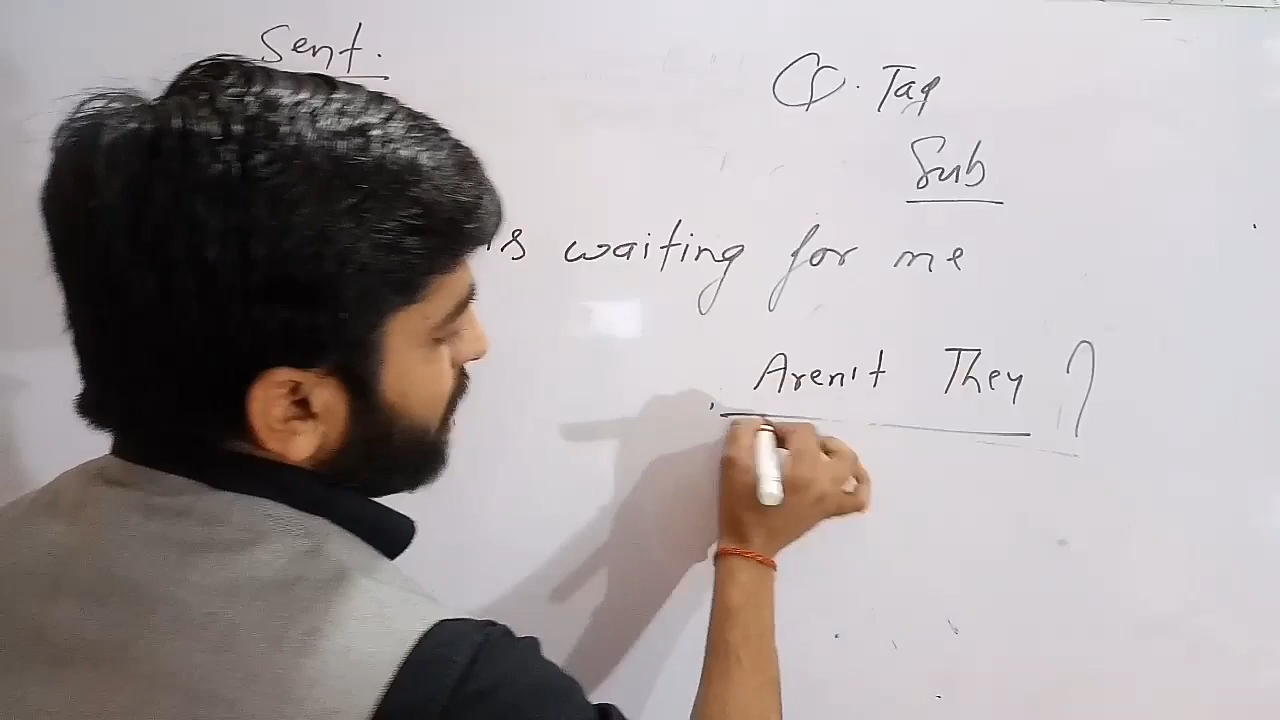 Sent.
Q. Tag
Sub
is waiting for me
Aren't They ?